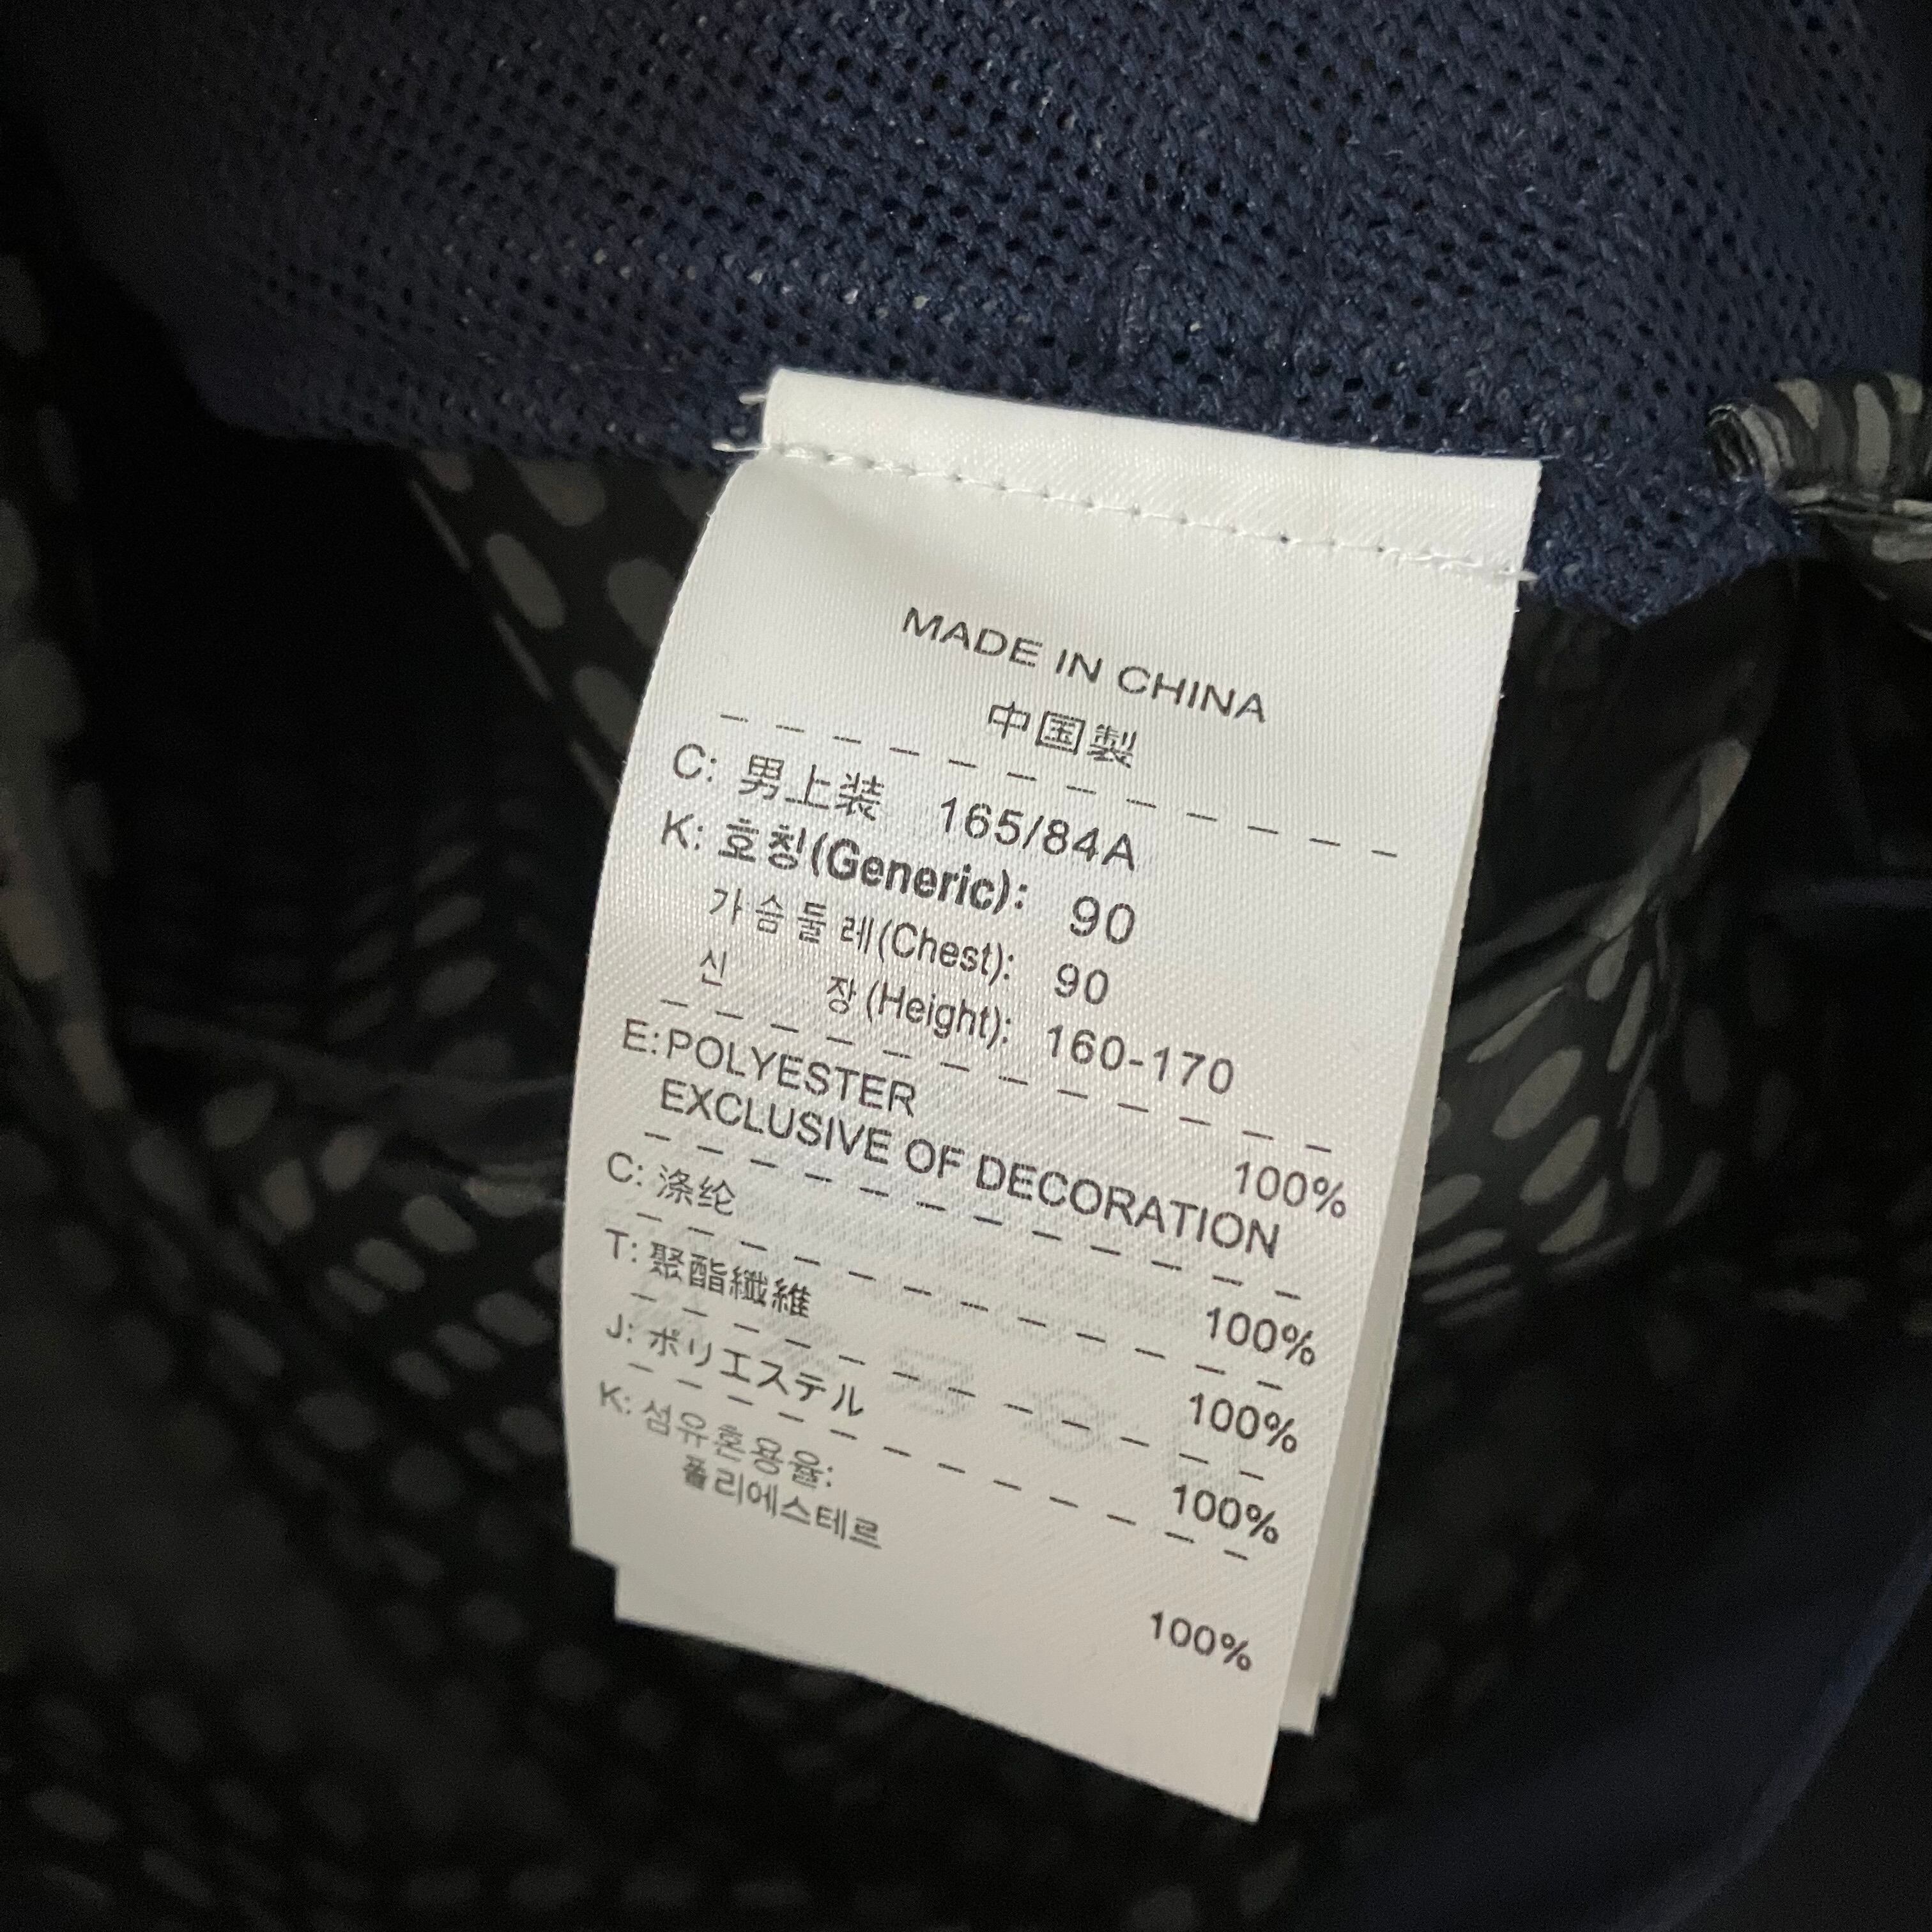 MADE IN CHINA
中国製
C: 男上装 165/84A
K: 호칭(Generic): 90
가슴둘레(Chest): 90
신 장(Height): 160-170
E:POLYESTER 100%
EXCLUSIVE OF DECORATION
C: 涤纶 100%
T: 聚酯纖維 100%
J: ポリエステル 100%
K: 섬유혼용율:
폴리에스테르 100%